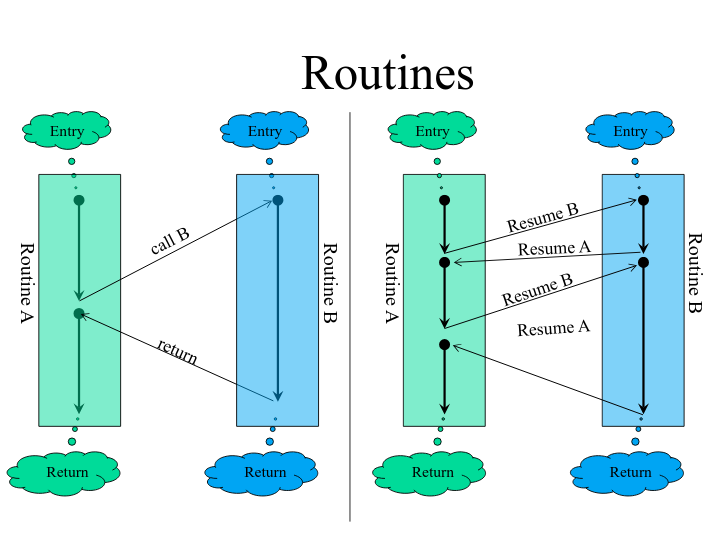 Routines
Entry
Entry
Routine A
call B
return
Routine B
Return
Return
Entry
Entry
Routine A
Resume B
Resume A
Resume B
Resume A
Routine B
Return
Return